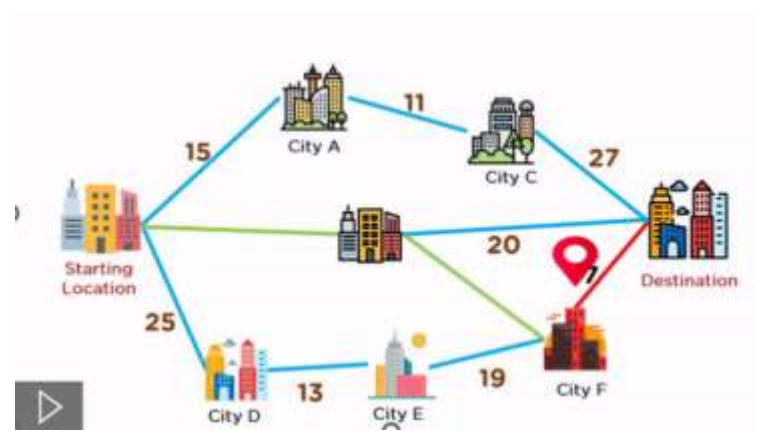 11
City A
15
City C
27
Starting
Location
20
7
Destination
25
City D
13
City E
19
City F